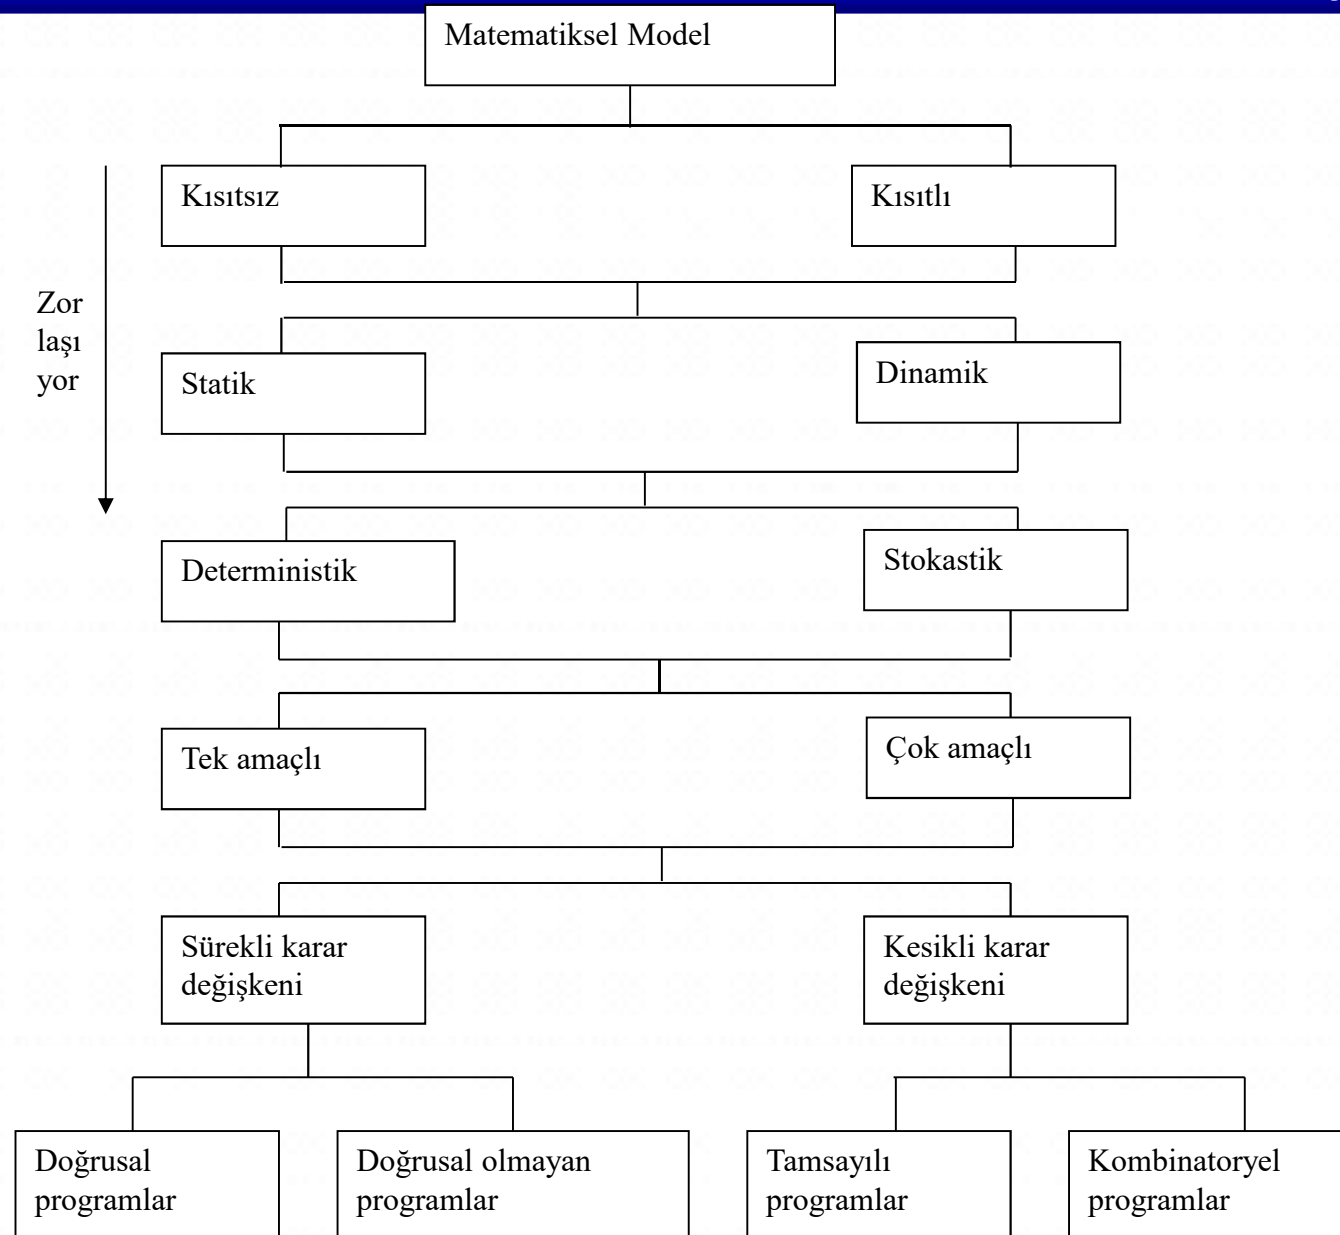 Matematiksel Model
Kısıtsız
Kısıtlı
Zor
laşı
yor
Statik
Dinamik
Deterministik
Stokastik
Tek amaçlı
Çok amaçlı
Sürekli karar
değişkeni
Kesikli karar
değişkeni
Doğrusal
programlar
Doğrusal olmayan
programlar
Tamsayılı
programlar
Kombinatoryel
programlar